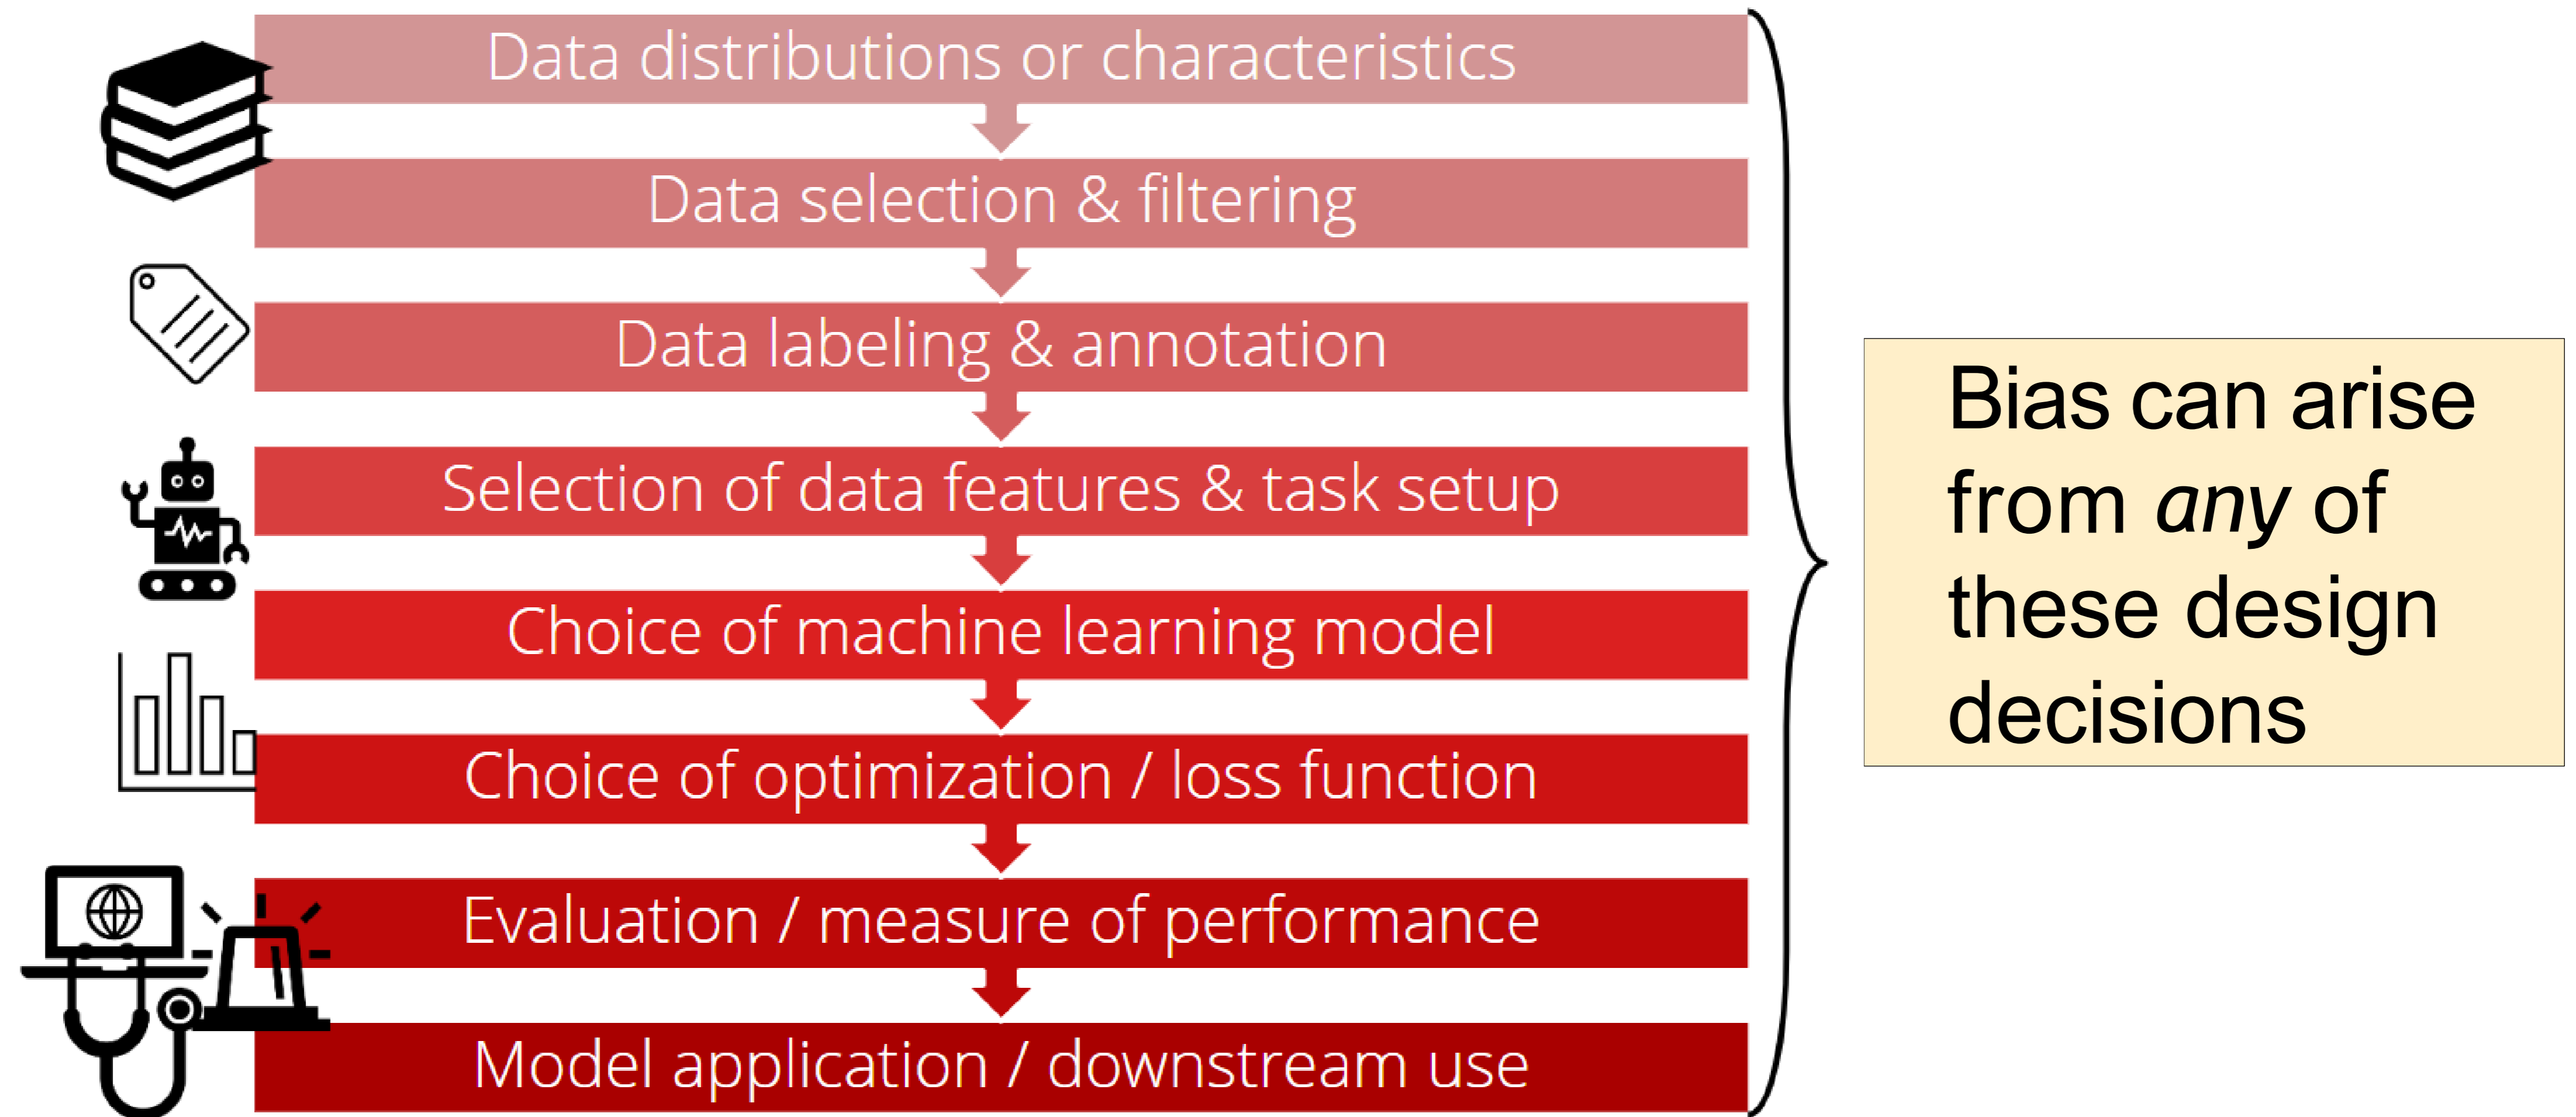 Data distributions or characteristics
Data selection & filtering
Data labeling & annotation
Selection of data features & task setup
Choice of machine learning model
Choice of optimization / loss function
Evaluation / measure of performance
Model application / downstream use
Bias can arise
from any of
these design
decisions